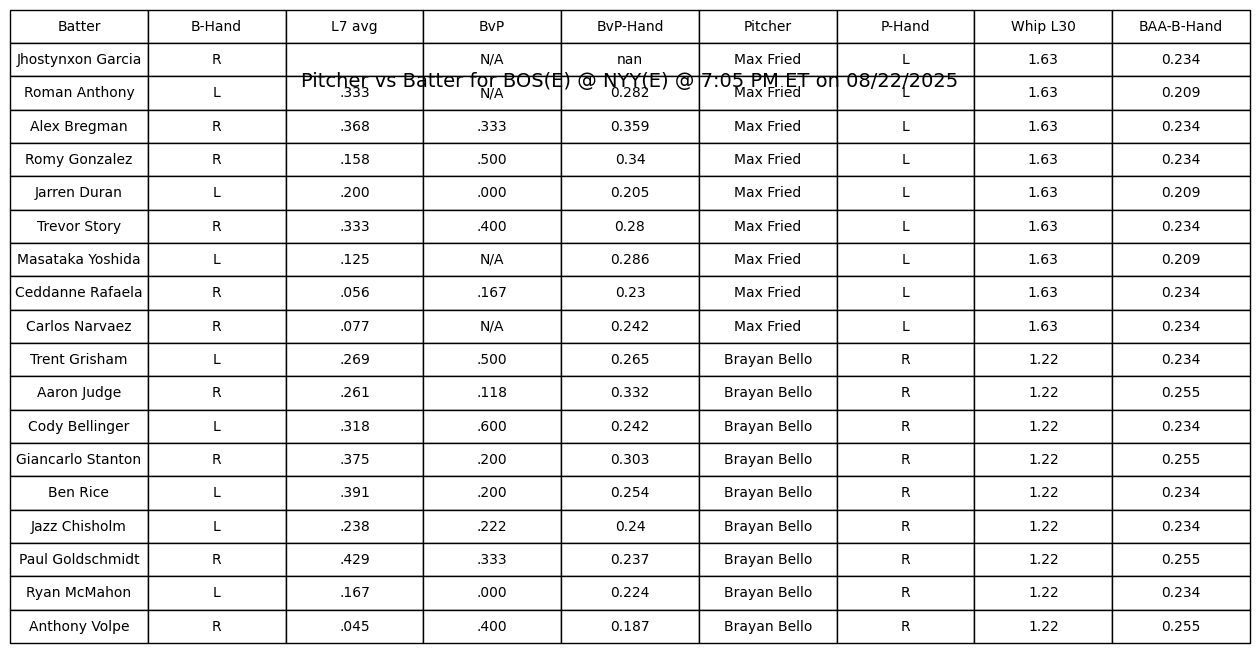 Batter B-Hand L7 avg BvP BvP-Hand Pitcher P-Hand Whip L30 BAA-B-Hand
Jhostynxon Garcia R N/A nan Max Fried L 1.63 0.234
Pitcher vs Batter for BOS(E) @ NYY(E) @ 7:05 PM ET on 08/22/2025
Roman Anthony L .333 N/A 0.282 Max Fried L 1.63 0.209
Alex Bregman R .368 .333 0.359 Max Fried L 1.63 0.234
Romy Gonzalez R .158 .500 0.34 Max Fried L 1.63 0.234
Jarren Duran L .200 .000 0.205 Max Fried L 1.63 0.209
Trevor Story R .333 .400 0.28 Max Fried L 1.63 0.234
Masataka Yoshida L .125 N/A 0.286 Max Fried L 1.63 0.209
Ceddanne Rafaela R .056 .167 0.23 Max Fried L 1.63 0.234
Carlos Narvaez R .077 N/A 0.242 Max Fried L 1.63 0.234
Trent Grisham L .269 .500 0.265 Brayan Bello R 1.22 0.234
Aaron Judge R .261 .118 0.332 Brayan Bello R 1.22 0.255
Cody Bellinger L .318 .600 0.242 Brayan Bello R 1.22 0.234
Giancarlo Stanton R .375 .200 0.303 Brayan Bello R 1.22 0.255
Ben Rice L .391 .200 0.254 Brayan Bello R 1.22 0.234
Jazz Chisholm L .238 .222 0.24 Brayan Bello R 1.22 0.234
Paul Goldschmidt R .429 .333 0.237 Brayan Bello R 1.22 0.255
Ryan McMahon L .167 .000 0.224 Brayan Bello R 1.22 0.234
Anthony Volpe R .045 .400 0.187 Brayan Bello R 1.22 0.255